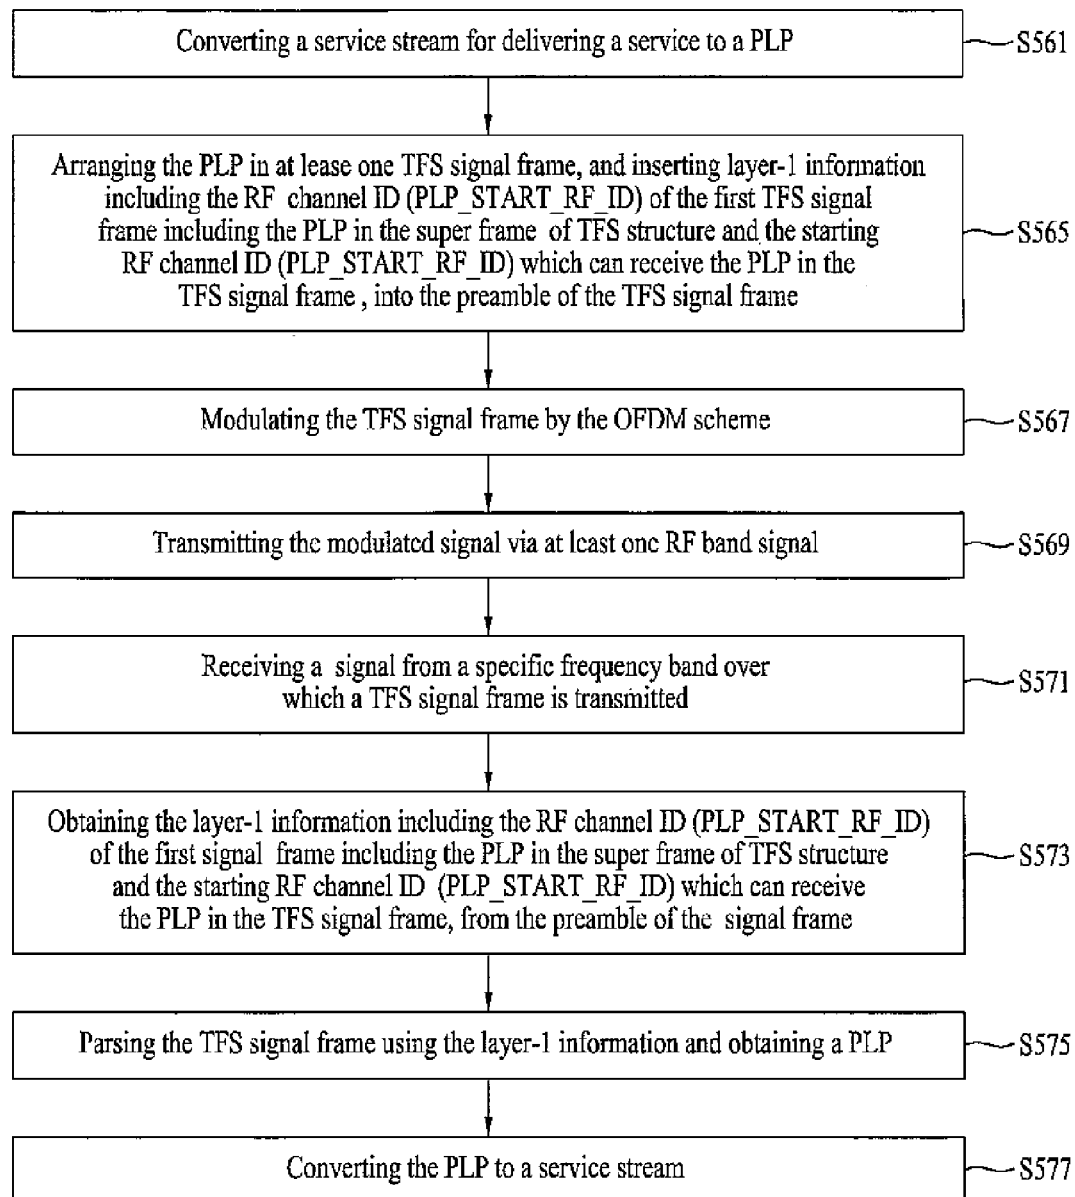 Converting a service stream for delivering a service to a PLP
S561
Arranging the PLP in at lease one TFS signal frame, and inserting layer-1 information
including the RF channel ID (PLP_START_RF_ID) of the first TFS signal
frame including the PLP in the super frame of TFS structure and the starting
RF channel ID (PLP_START_RF_ID) which can receive the PLP in the
TFS signal frame , into the preamble of the TFS signal frame
S565
Modulating the TFS signal frame by the OFDM scheme
S567
Transmitting the modulated signal via at least one RF band signal
S569
Receiving a signal from a specific frequency band over
which a TFS signal frame is transmitted
S571
Obtaining the layer-1 information including the RF channel ID (PLP_START_RF_ID)
of the first signal frame including the PLP in the super frame of TFS structure
and the starting RF channel ID (PLP_START_RF_ID) which can receive
the PLP in the TFS signal frame, from the preamble of the signal frame
S573
Parsing the TFS signal frame using the layer-1 information and obtaining a PLP
S575
Converting the PLP to a service stream
S577